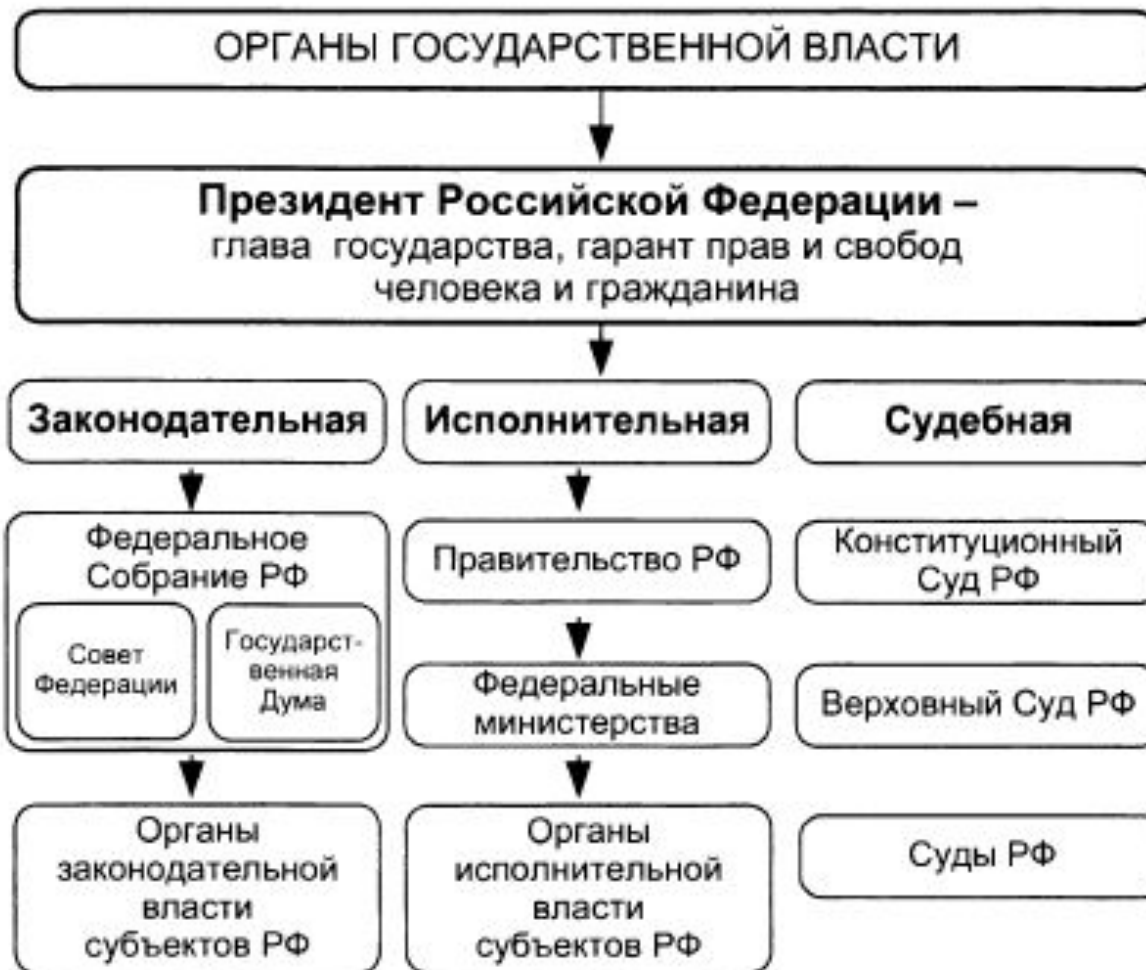 ОРГАНЫ ГОСУДАРСТВЕННОЙ ВЛАСТИ
Президент Российской Федерации –
глава государства, гарант прав и свобод
человека и гражданина
Законодательная
Исполнительная
Судебная
Федеральное
Собрание РФ
Совет
Федерации
Государст-
венная
Дума
Правительство РФ
Конституционный
Суд РФ
Федеральные
министерства
Верховный Суд РФ
Органы
законодательной
власти
субъектов РФ
Органы
исполнительной
власти
субъектов РФ
Суды РФ